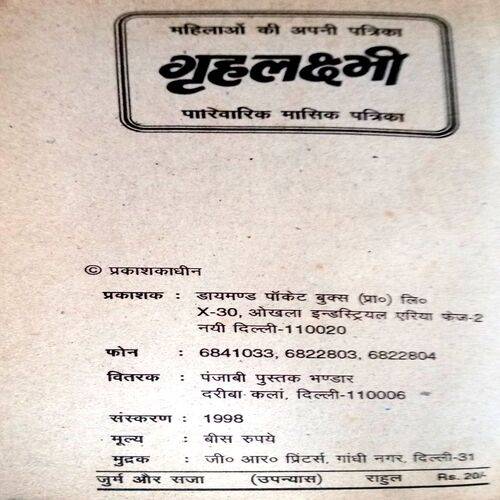 महिलाओं की अपनी पत्रिका
गृहलक्ष्मी
पारिवारिक मासिक पत्रिका
© प्रकाशकाधीन
प्रकाशक : डायमण्ड पॉकेट बुक्स (प्रा०) लि०
X-30, ओखला इन्डस्ट्रियल एरिया फेज-2
नयी दिल्ली-110020
फोन : 6841033, 6822803, 6822804
वितरक : पंजाबी पुस्तक भण्डार
दरीबा कलां, दिल्ली-110006
संस्करण : 1998
मूल्य : बीस रुपये
मुद्रक : जी० आर० प्रिंटर्स, गांधी नगर, दिल्ली-31
जुर्म और सजा (उपन्यास) राहुल Rs. 20/-